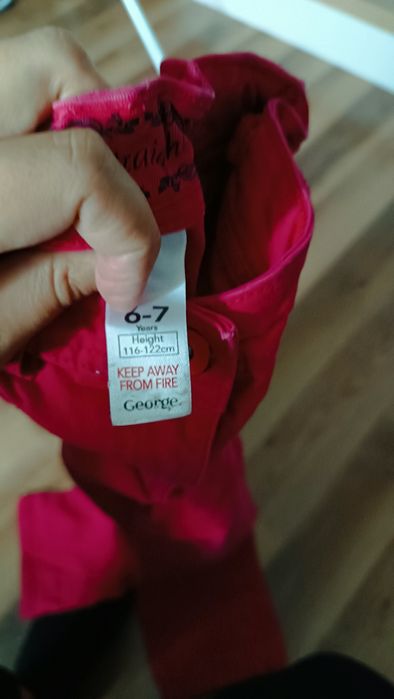 6-7
Years
Height
116-122cm
KEEP AWAY
FROM FIRE
George.